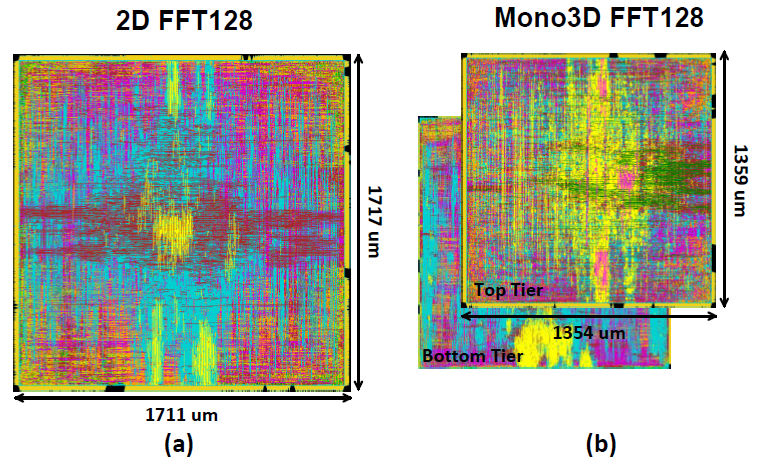 2D FFT128
Mono3D FFT128
1717 um
1711 um
(a)
1359 um
Top Tier
1354 um
Bottom Tier
(b)